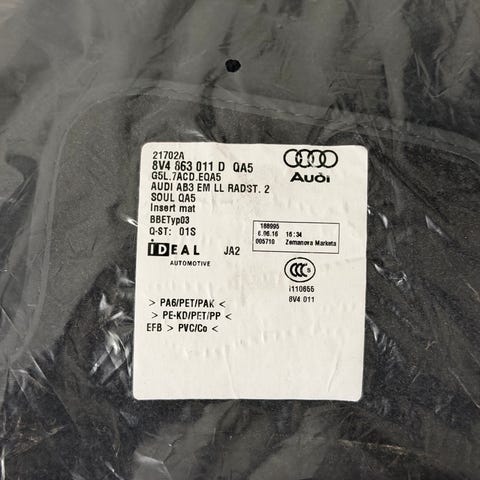 21702A
8V4 863 011 D QA5
G5L.7ACD.EQA5
AUDI AB3 EM LL RADST. 2
SOUL QA5
Insert mat
BBETyp03
Q-ST: 01S
Audi
188995
6.06.16 16:34
005710 Zemanova Marketa
iDEAL JA2
AUTOMOTIVE
CCC
i110655
8V4 011
> PA6/PET/PAK <
> PE-KD/PET/PP <
EFB > PVC/Co <